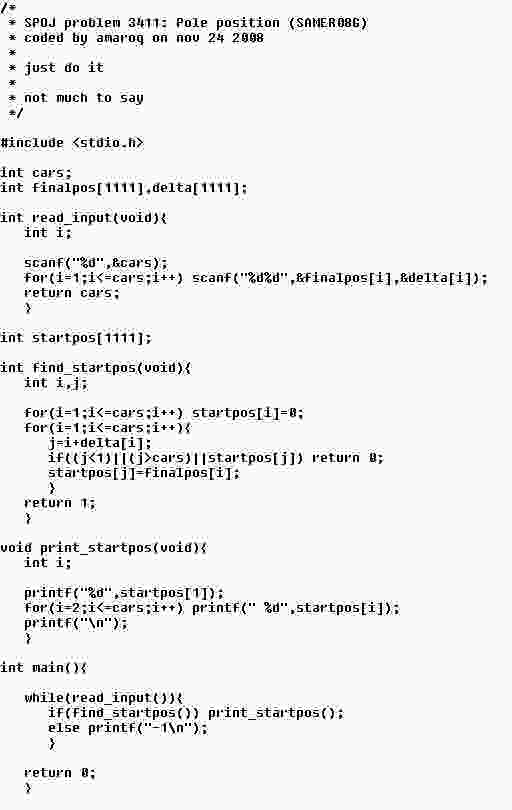 /*
 * SPOJ problem 3411: Pole position (SAMER08G)
 * coded by amaroq on nov 24 2008
 *
 * just do it
 *
 * not much to say
 */

#include <stdio.h>

int cars;
int finalpos[1111],delta[1111];

int read_input(void){
   int i;

   scanf("%d",&cars);
   for(i=1;i<=cars;i++) scanf("%d%d",&finalpos[i],&delta[i]);
   return cars;
   }

int startpos[1111];

int find_startpos(void){
   int i,j;

   for(i=1;i<=cars;i++) startpos[i]=0;
   for(i=1;i<=cars;i++){
      j=i+delta[i];
      if((j<1)||(j>cars)||startpos[j]) return 0;
      startpos[j]=finalpos[i];
      }
   return 1;
   }

void print_startpos(void){
   int i;

   printf("%d",startpos[1]);
   for(i=2;i<=cars;i++) printf(" %d",startpos[i]);
   printf("\n");
   }

int main(){

   while(read_input()){
      if(find_startpos()) print_startpos();
      else printf("-1\n");
      }

   return 0;
   }